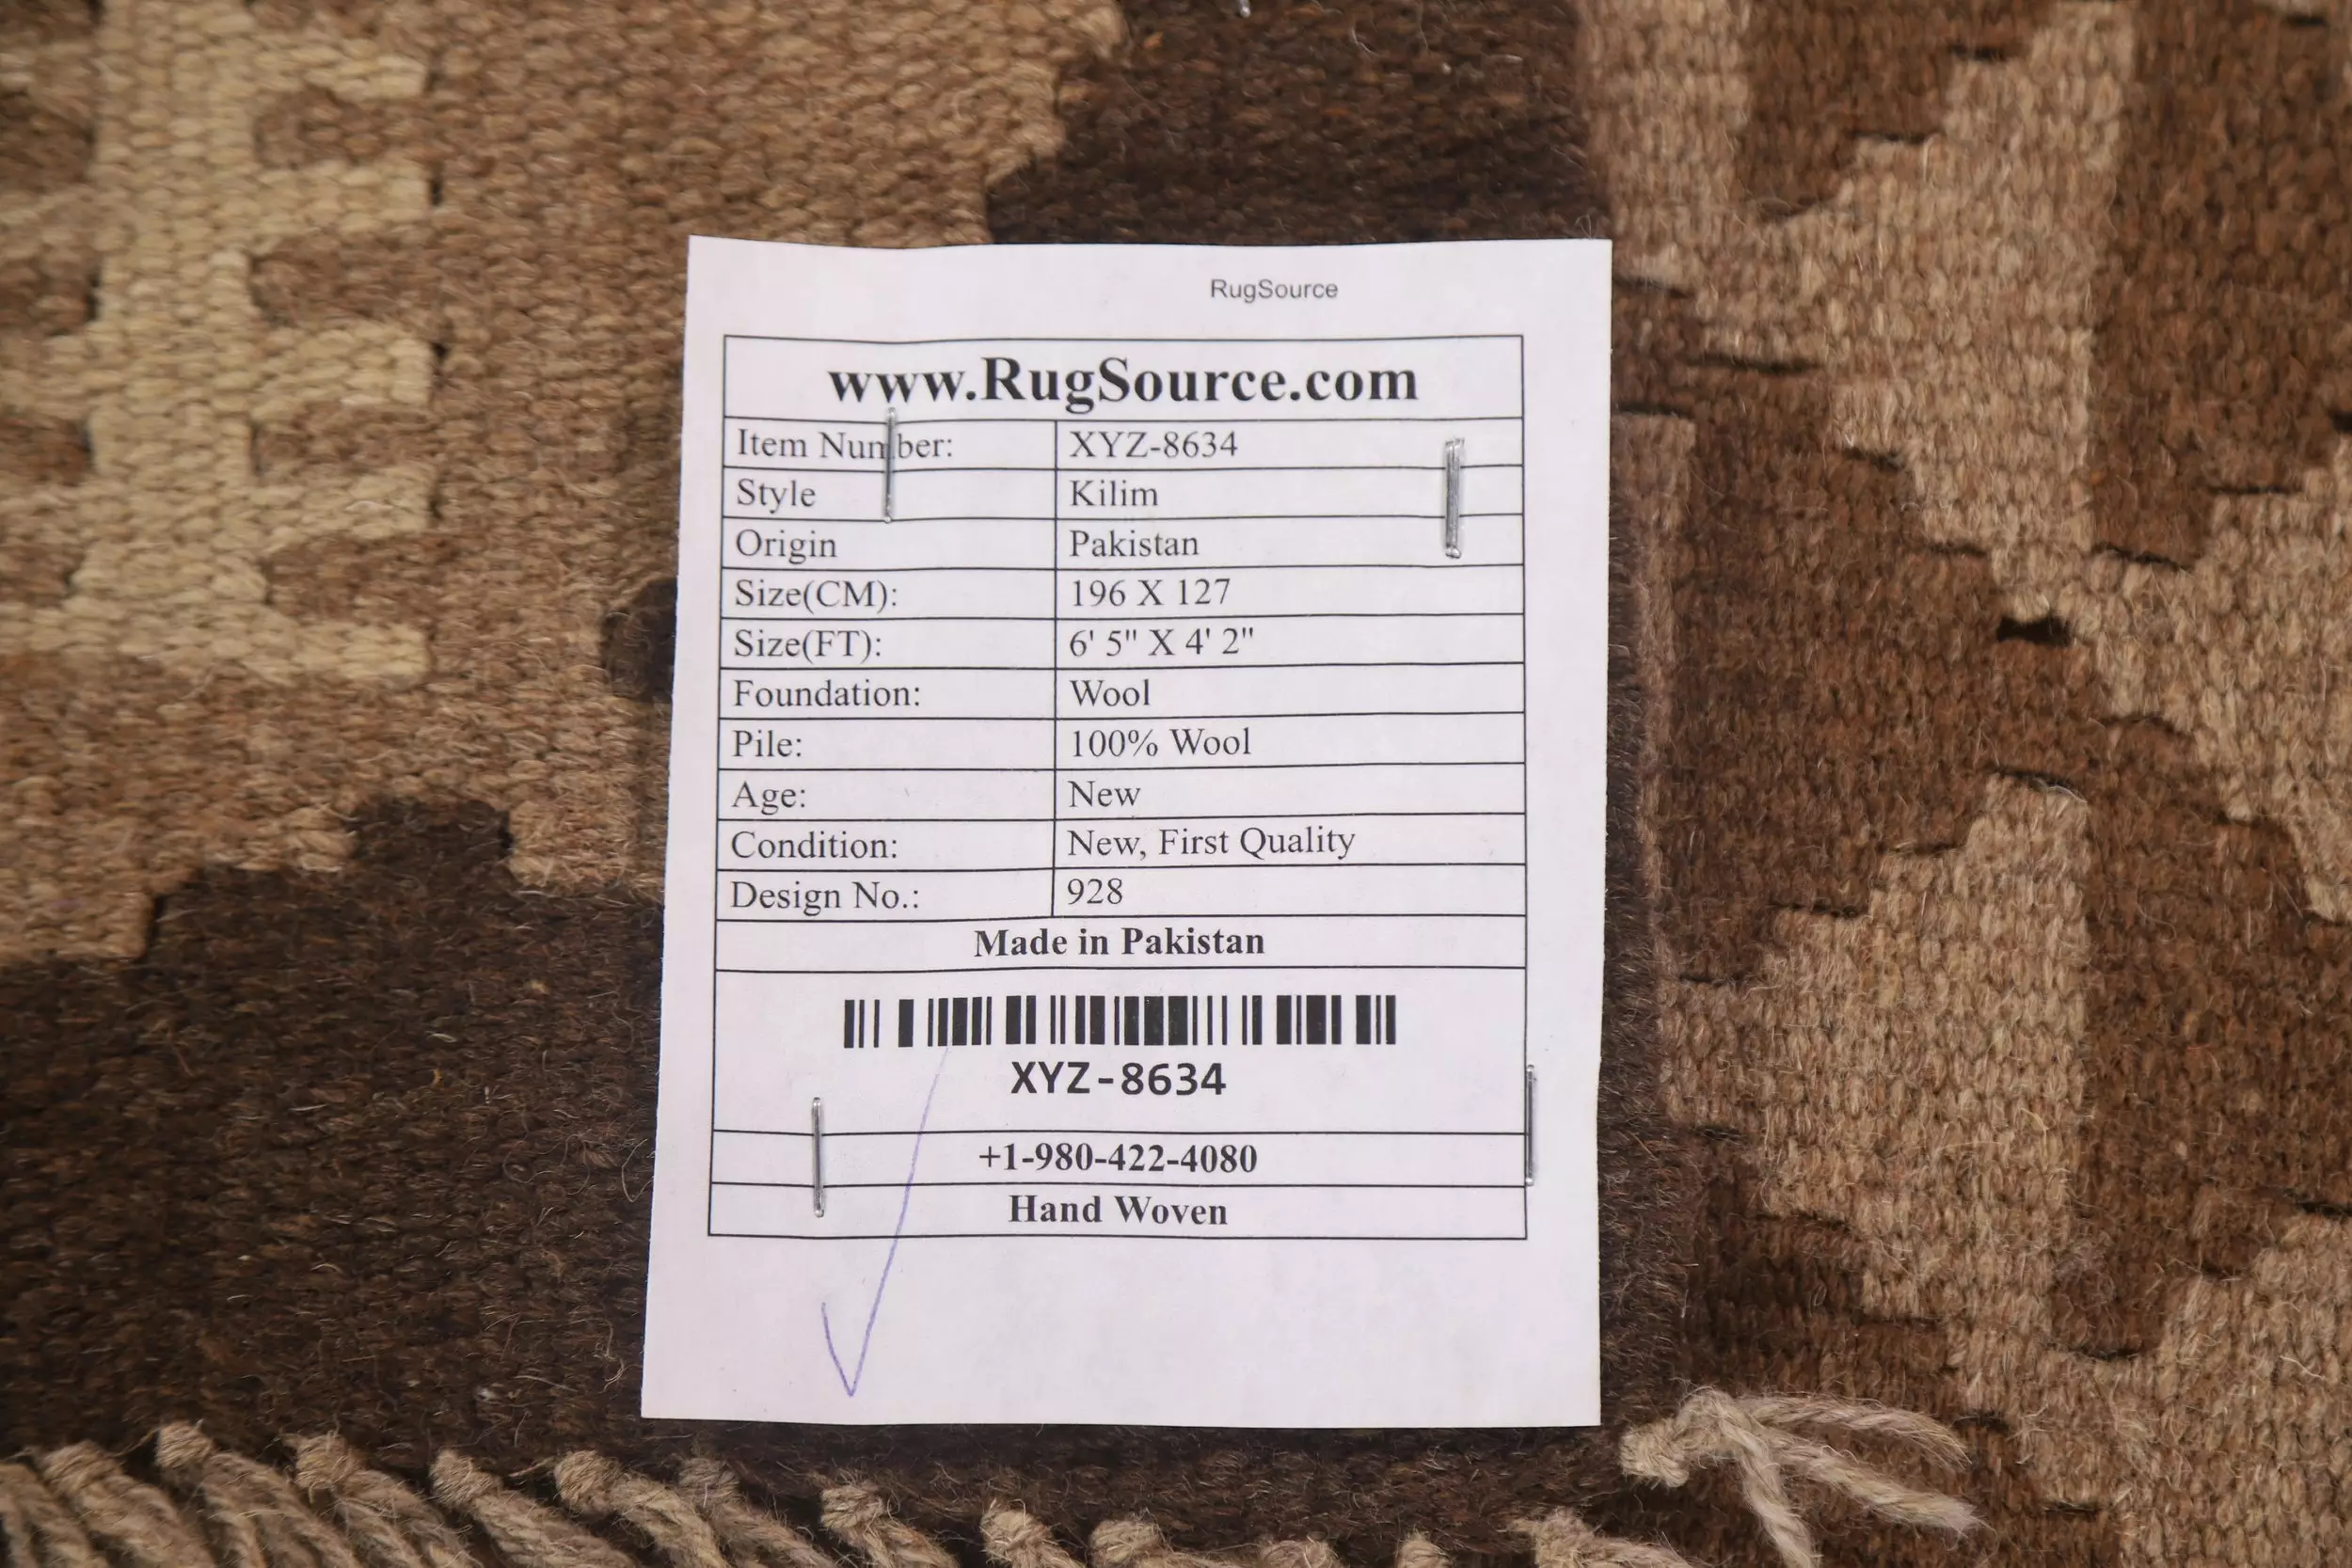 RugSource
www.RugSource.com
Item Number: XYZ-8634
Style Kilim
Origin Pakistan
Size(CM): 196 X 127
Size(FT): 6' 5" X 4' 2"
Foundation: Wool
Pile: 100% Wool
Age: New
Condition: New, First Quality
Design No.: 928
Made in Pakistan
XYZ-8634
+1-980-422-4080
Hand Woven